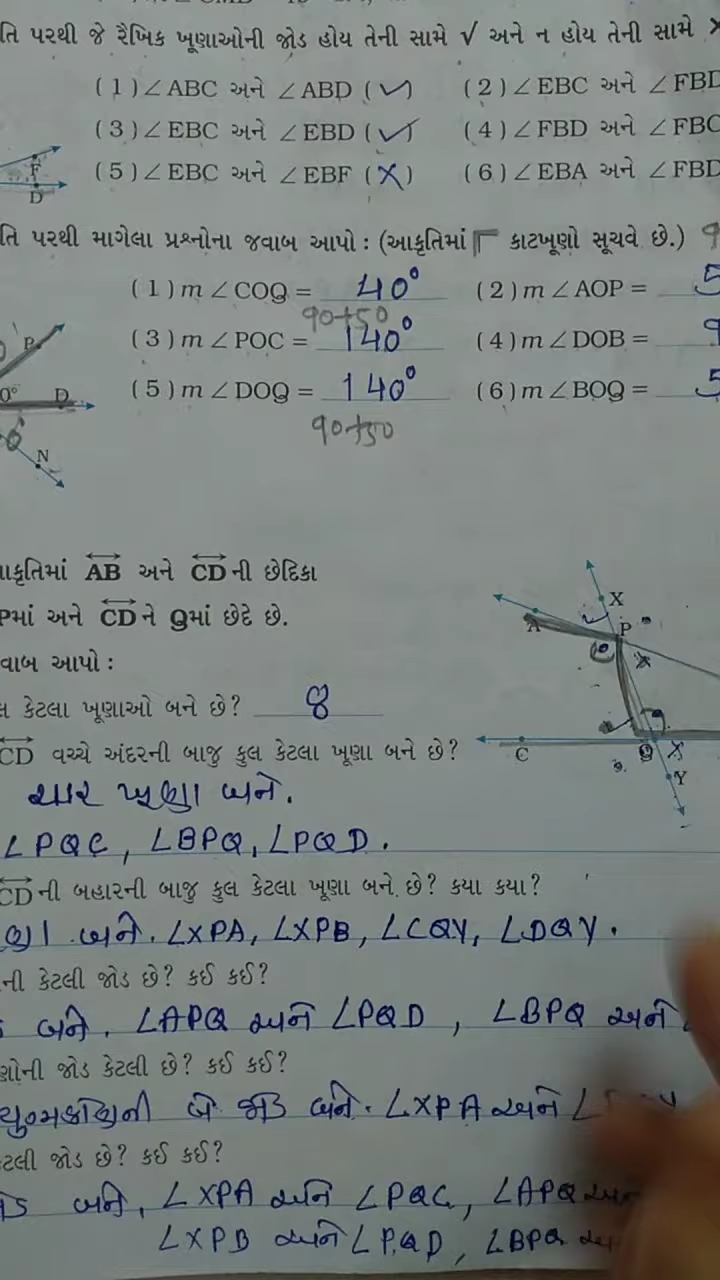 તિ પરથી જે રૈખિક ખૂણાઓની જોડ હોય તેની સામે √ અને ન હોય તેની સામે
(1) ∠ABC અને ∠ABD (✓) (2) ∠EBC અને ∠FBD
(3) ∠EBC અને ∠EBD (✓) (4) ∠FBD અને ∠FBC
(5) ∠EBC અને ∠EBF (X) (6) ∠EBA અને ∠FBD
F
D
તિ પરથી માગેલા પ્રશ્નોના જવાબ આપો : (આકૃતિમાં કાટખૂણો સૂચવે છે.) 9
(1) m ∠COQ = 40° (2) m ∠AOP = 5
90+50
(3) m ∠POC = 140° (4) m ∠DOB = 9
(5) m ∠DOQ = 140° (6) m ∠BOQ = 5
90+50
P
0° D
N
ાકૃતિમાં AB અને CD ની છેદિકા
Pમાં અને CD ને Qમાં છેદે છે.
વાબ આપો :
લ કેટલા ખૂણાઓ બને છે? 8
X
A P
C Q X
Y
CD વચ્ચે અંદરની બાજુ કુલ કેટલા ખૂણા બને છે?
ચાર ખૂણા બને.
∠PQC, ∠BPQ, ∠PQD.
CD ની બહારની બાજુ કુલ કેટલા ખૂણા બને છે? કયા કયા?
ણા બને. ∠XPA, ∠XPB, ∠CQY, ∠DQY.
ની કેટલી જોડ છે? કઈ કઈ?
બને. ∠APQ અને ∠PQD, ∠BPQ અને
ણોની જોડ કેટલી છે? કઈ કઈ?
યુગ્મકોણની બે જોડ બને. ∠XPA અને ∠
ટલી જોડ છે? કઈ કઈ?
ોડ બને, ∠XPA અને ∠PQC, ∠APQ અન
∠XPB અને ∠PQD, ∠BPQ અ